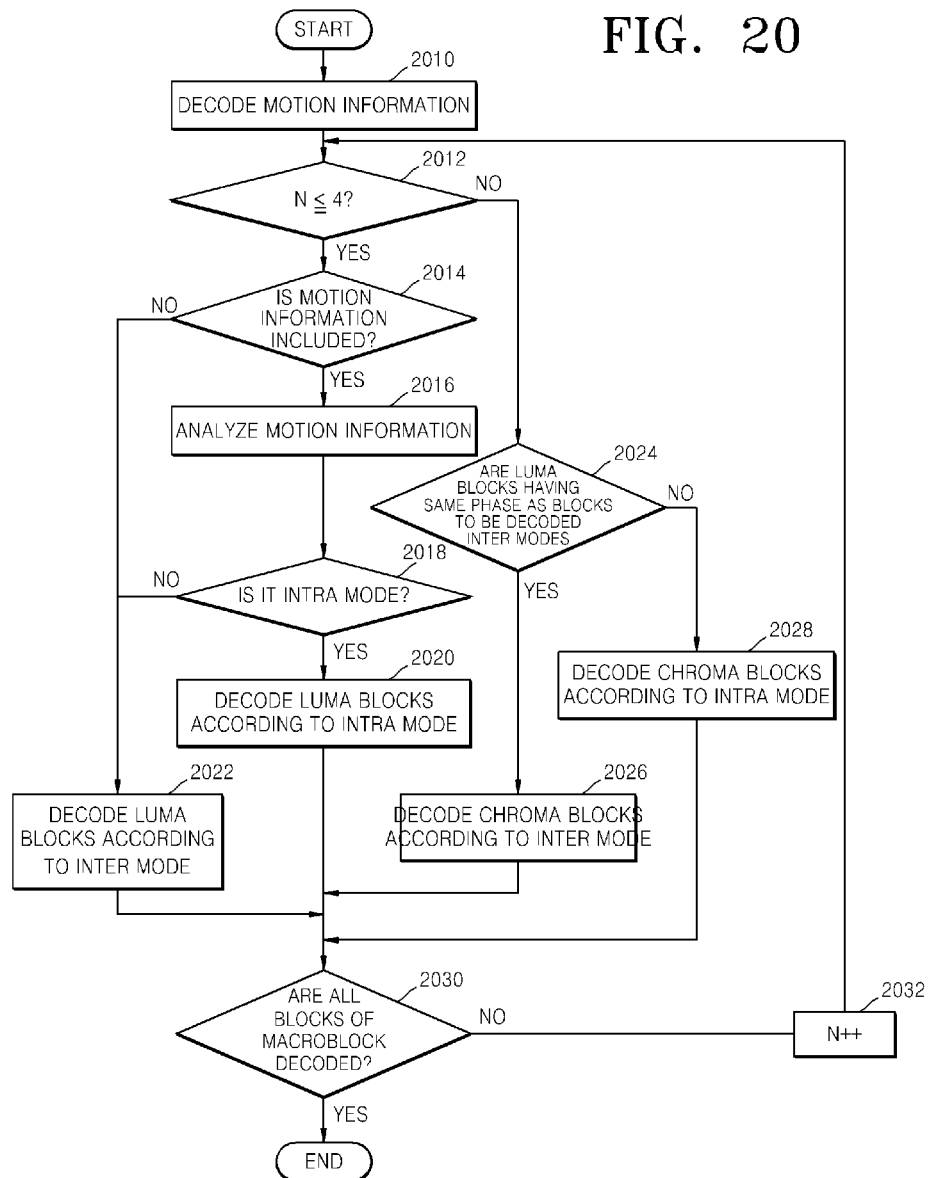 START
FIG. 20
2010
DECODE MOTION INFORMATION
2012
N ≦ 4?
NO
YES
2014
NO
IS MOTION
INFORMATION
INCLUDED?
YES
2016
ANALYZE MOTION INFORMATION
2024
ARE LUMA
BLOCKS HAVING
SAME PHASE AS BLOCKS
TO BE DECODED
INTER MODES
NO
YES
2018
NO
IS IT INTRA MODE?
YES
2028
DECODE CHROMA BLOCKS
ACCORDING TO INTRA MODE
2020
DECODE LUMA BLOCKS
ACCORDING TO INTRA MODE
2022
DECODE LUMA
BLOCKS ACCORDING
TO INTER MODE
2026
DECODE CHROMA BLOCKS
ACCORDING TO INTER MODE
2030
ARE ALL
BLOCKS OF
MACROBLOCK
DECODED?
NO
2032
N++
YES
END